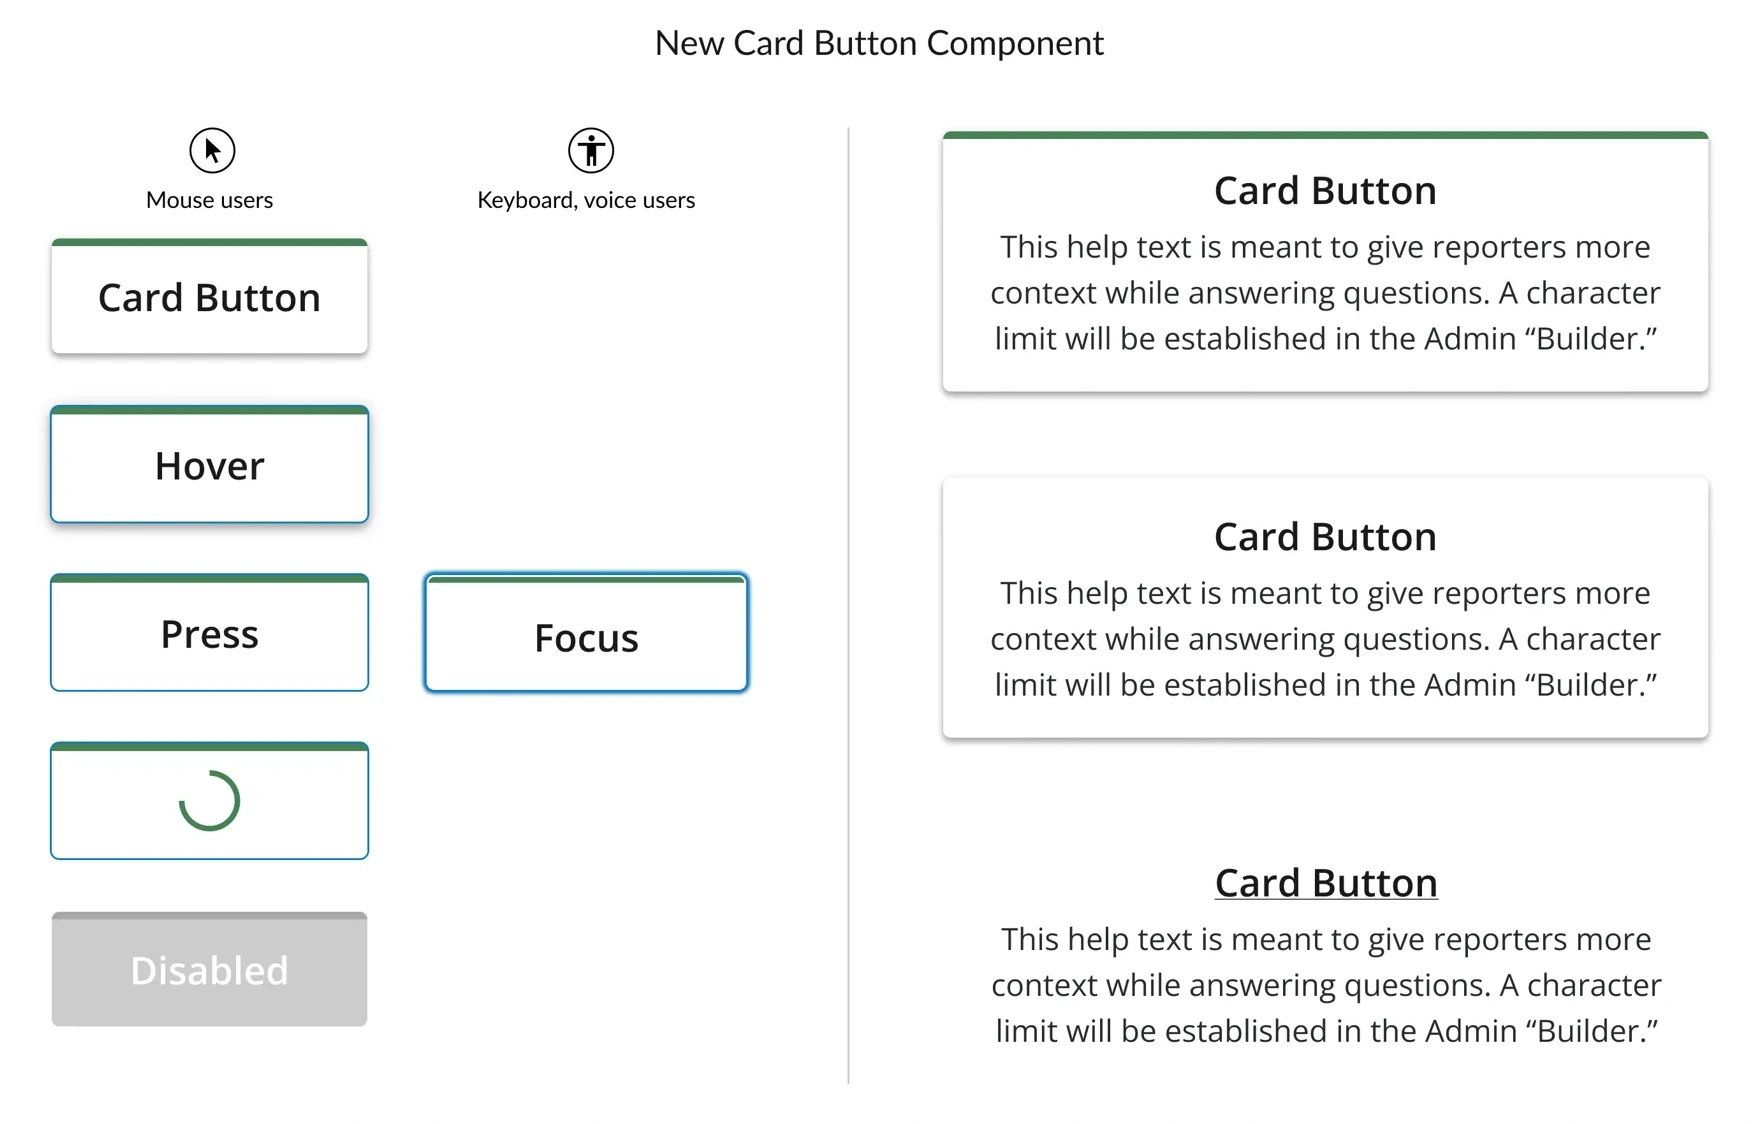 New Card Button Component
Mouse users
Keyboard, voice users
Card Button
Hover
Press
Focus
Disabled
Card Button
This help text is meant to give reporters more
context while answering questions. A character
limit will be established in the Admin “Builder.”
Card Button
This help text is meant to give reporters more
context while answering questions. A character
limit will be established in the Admin “Builder.”
Card Button
This help text is meant to give reporters more
context while answering questions. A character
limit will be established in the Admin “Builder.”